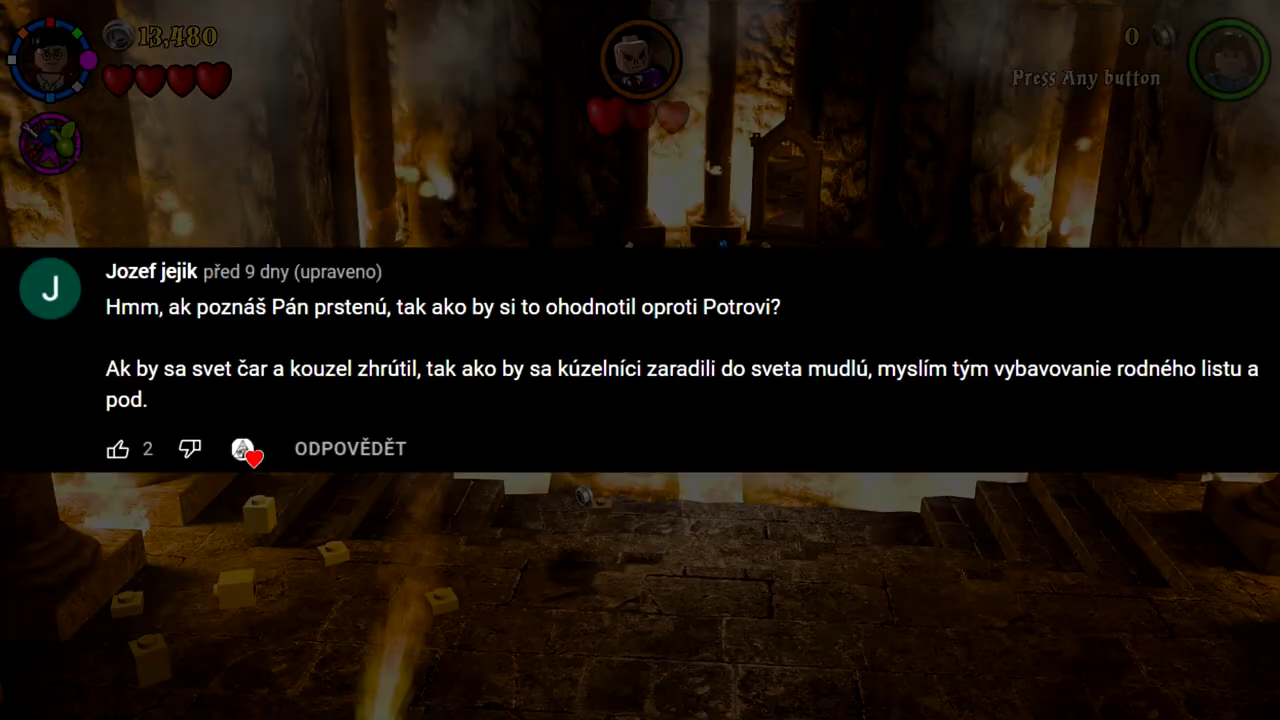 13,480
0
Press Any button
J
Jozef jejik před 9 dny (upraveno)
Hmm, ak poznáš Pán prstenú, tak ako by si to ohodnotil oproti Potrovi?
Ak by sa svet čar a kouzel zhrútil, tak ako by sa kúzelníci zaradili do sveta mudlú, myslím tým vybavovanie rodného listu a
pod.
2
ODPOVĚDĚT